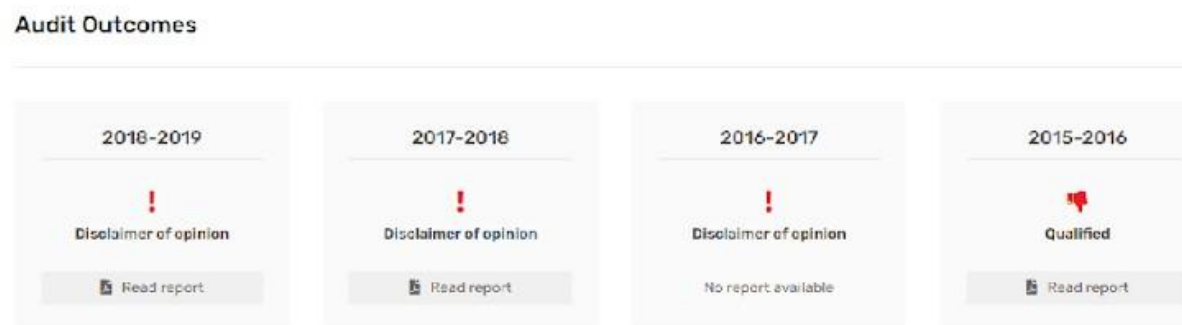 Audit Outcomes
2018-2019 2017-2018 2016-2017 2015-2016
! ! !
Disclaimer of opinion Disclaimer of opinion Disclaimer of opinion Qualified
Read report Read report No report available Read report